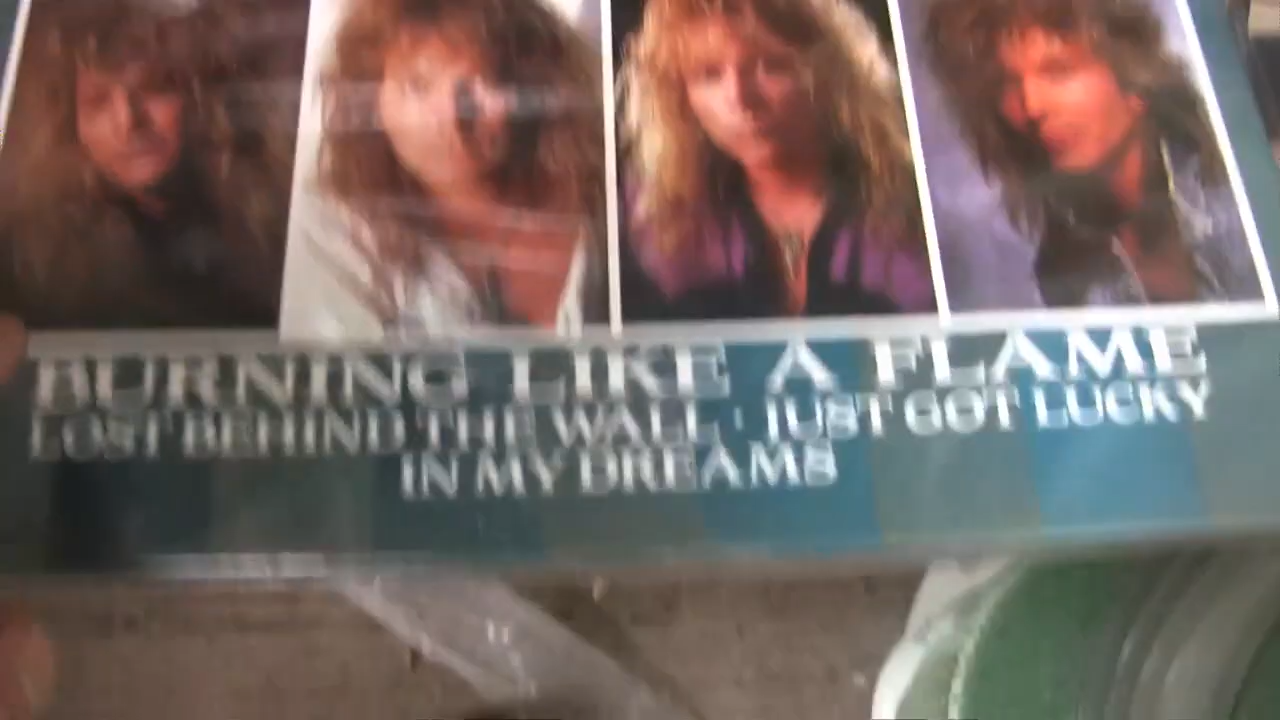 BURNING LIKE A FLAME
LOST BEHIND THE WALL · JUST GOT LUCKY
IN MY DREAMS